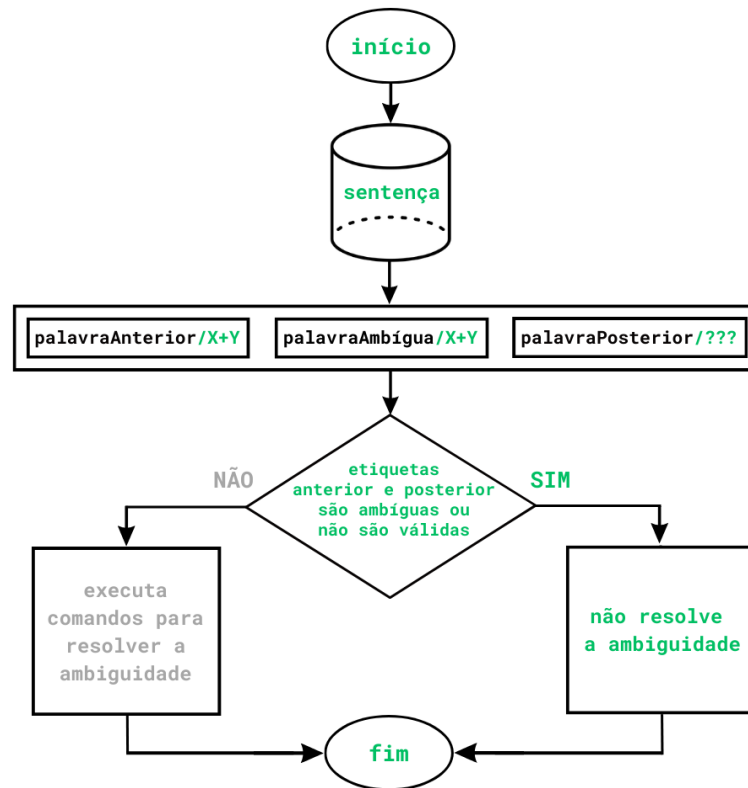 início
sentença
palavraAnterior/X+Y
palavraAmbígua/X+Y
palavraPosterior/???
NÃO
etiquetas
anterior e posterior
são ambíguas ou
não são válidas
SIM
executa
comandos para
resolver a
ambiguidade
não resolve
a ambiguidade
fim